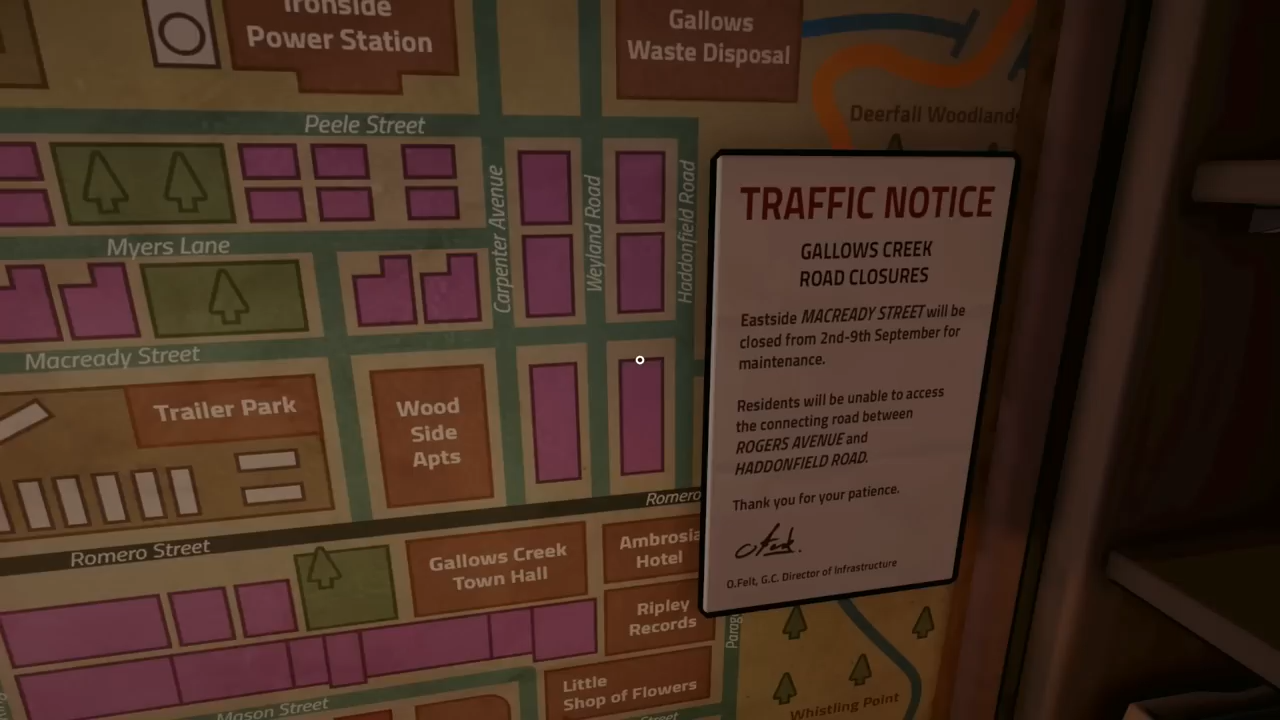 Ironside
Power Station
Gallows
Waste Disposal
Peele Street
Deerfall Woodland
Myers Lane
Carpenter Avenue
Weyland Road
Haddonfield Road
TRAFFIC NOTICE
GALLOWS CREEK
ROAD CLOSURES
Eastside MACREADY STREET will be
closed from 2nd-9th September for
maintenance.
Residents will be unable to access
the connecting road between
ROGERS AVENUE and
HADDONFIELD ROAD.
Thank you for your patience.
O.Felt, G.C. Director of Infrastructure
Macready Street
Trailer Park
Wood
Side
Apts
Romero
Romero Street
Gallows Creek
Town Hall
Ambrosia
Hotel
Ripley
Records
Little
Shop of Flowers
Mason Street
Street
Whistling Point